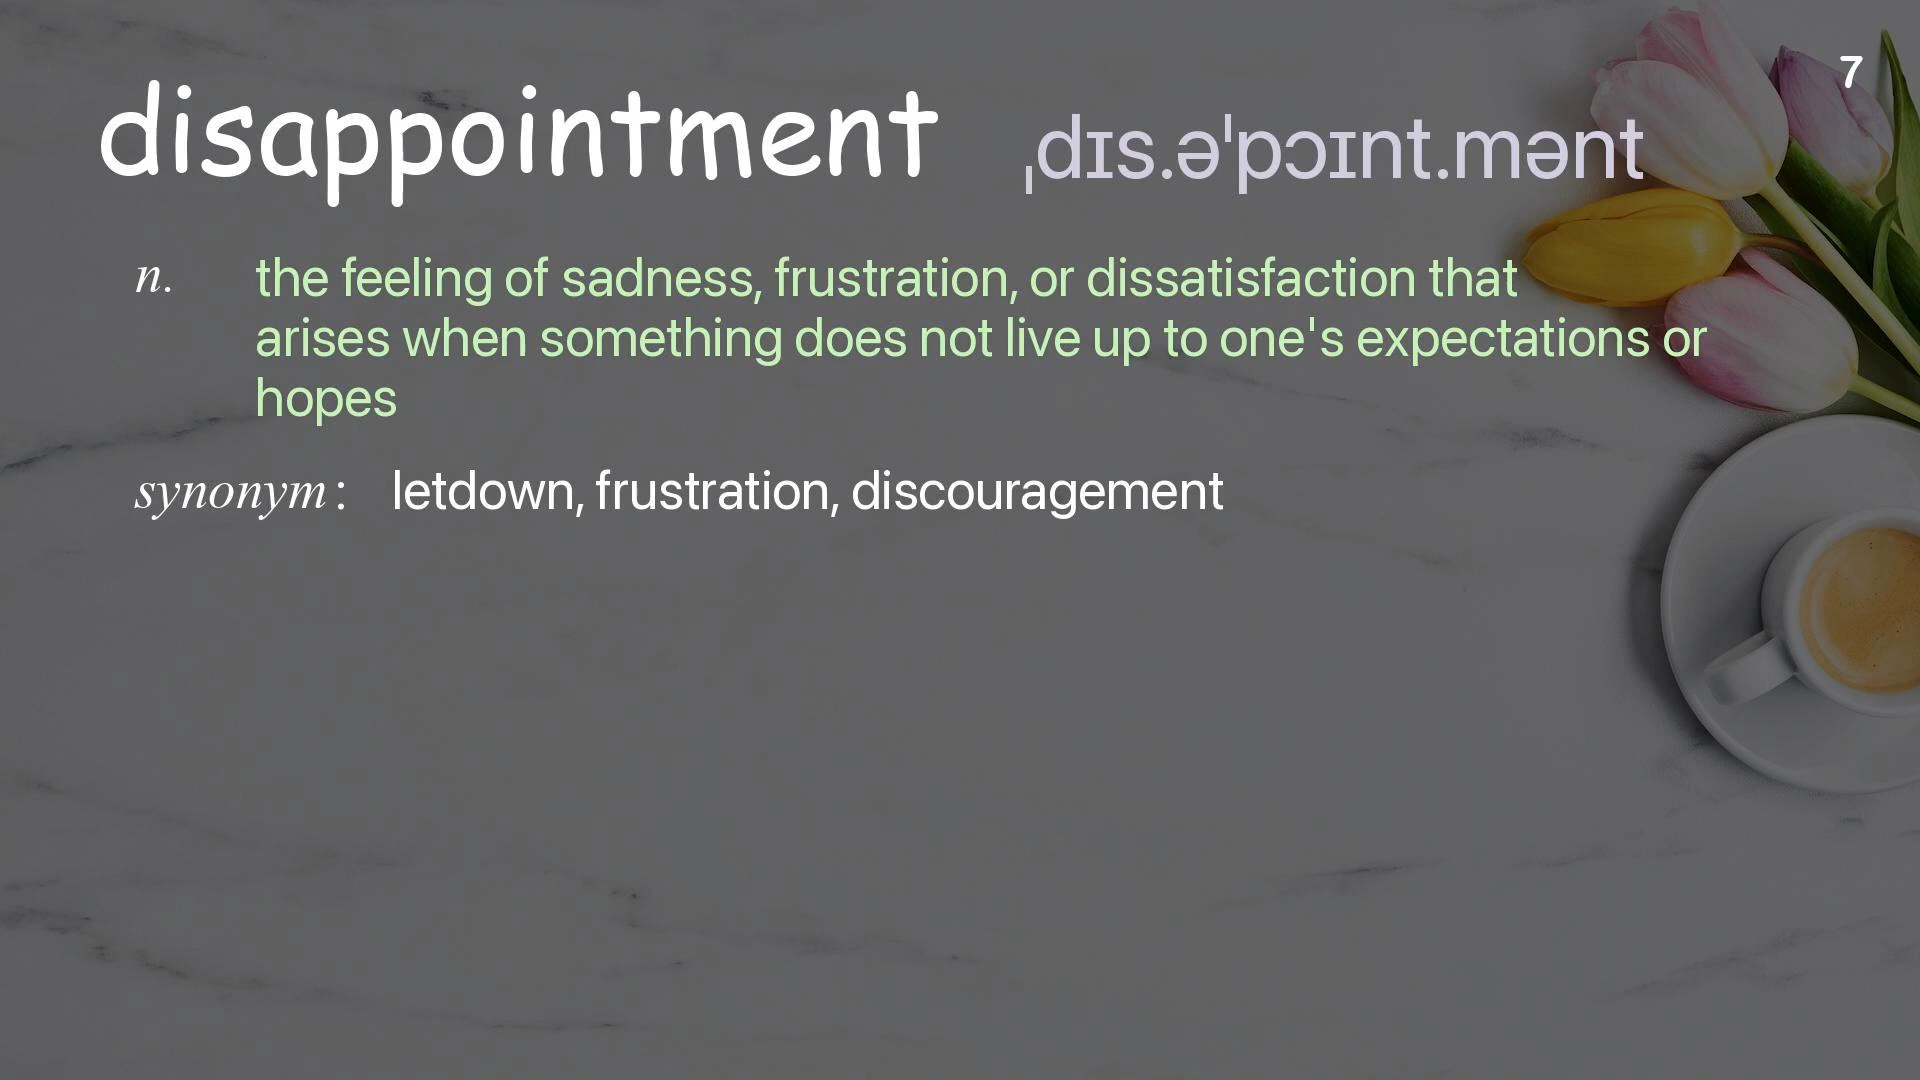 7
disappointment ˌdɪs.əˈpɔɪnt.mənt
n. the feeling of sadness, frustration, or dissatisfaction that
arises when something does not live up to one's expectations or
hopes
synonym: letdown, frustration, discouragement